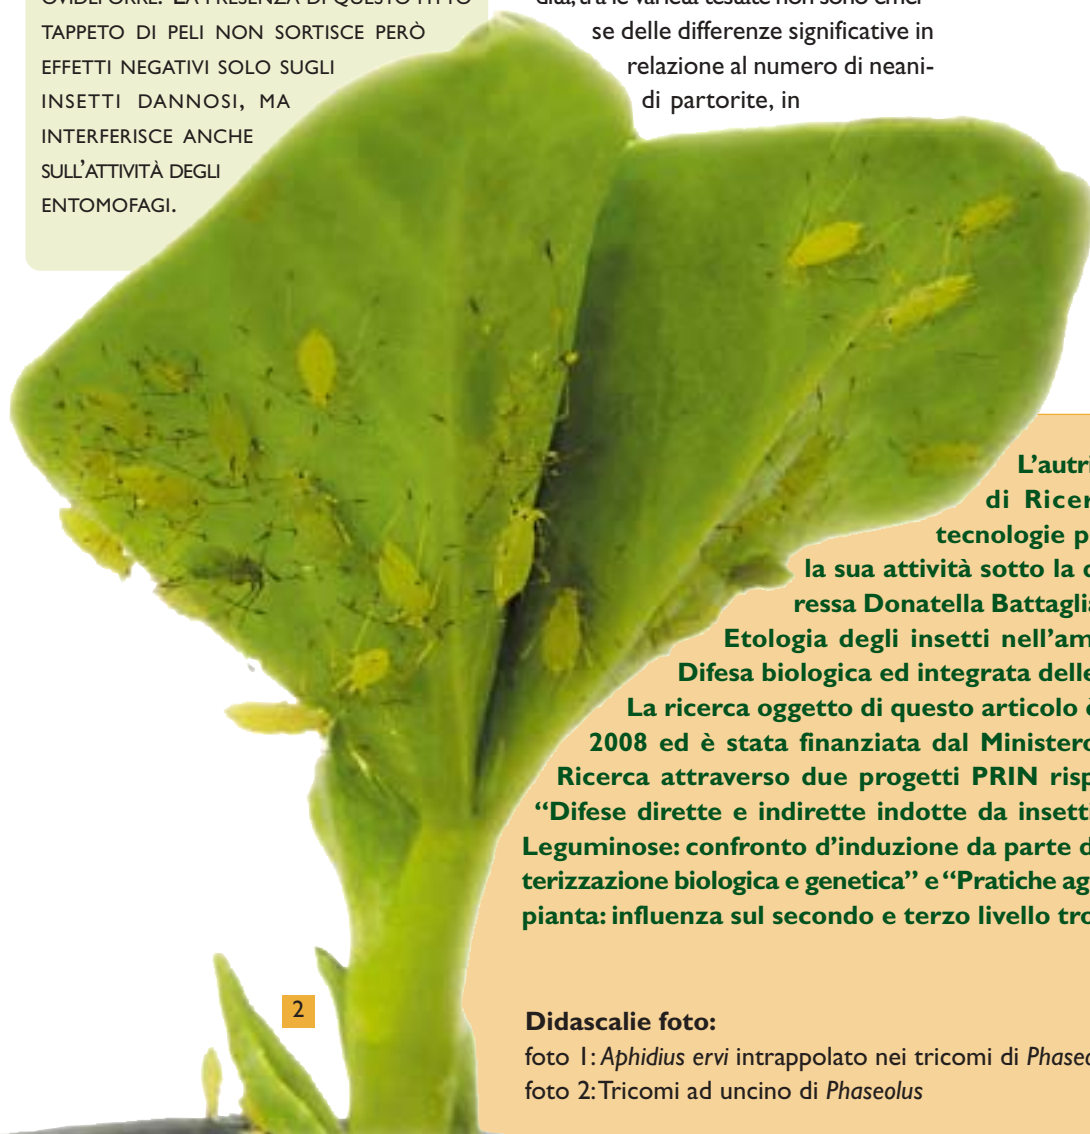 TAPPETO DI PELI NON SORTISCE PERÒ
EFFETTI NEGATIVI SOLO SUGLI
INSETTI DANNOSI, MA
INTERFERISCE ANCHE
SULL'ATTIVITÀ DEGLI
ENTOMOFAGI.
se delle differenze significative in
relazione al numero di neani-
di partorite, in
L'autri
di Ricer
tecnologie p
la sua attività sotto la
ressa Donatella Battaglia
Etologia degli insetti nell'am
Difesa biologica ed integrata delle
La ricerca oggetto di questo articolo è
2008 ed è stata finanziata dal Ministero
Ricerca attraverso due progetti PRIN risp
“Difese dirette e indirette indotte da insetti
Leguminose: confronto d'induzione da parte d
terizzazione biologica e genetica” e “Pratiche ag
pianta: influenza sul secondo e terzo livello tro
2
Didascalie foto:
foto 1: Aphidius ervi intrappolato nei tricomi di Phaseo
foto 2: Tricomi ad uncino di Phaseolus